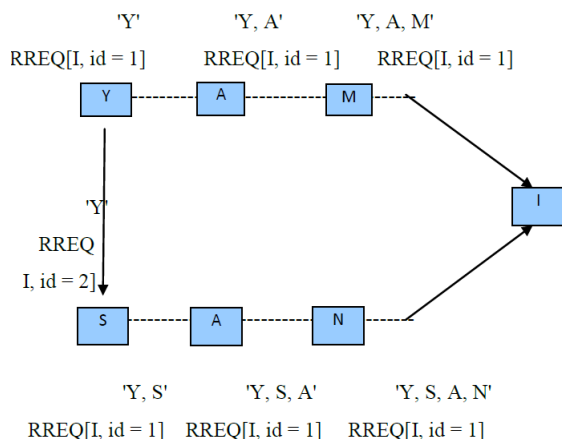 'Y' 'Y, A' 'Y, A, M'
RREQ[I, id = 1] RREQ[I, id = 1] RREQ[I, id = 1]
Y A M
I
'Y'
RREQ
I, id = 2]
S A N
'Y, S' 'Y, S, A' 'Y, S, A, N'
RREQ[I, id = 1] RREQ[I, id = 1] RREQ[I, id = 1]